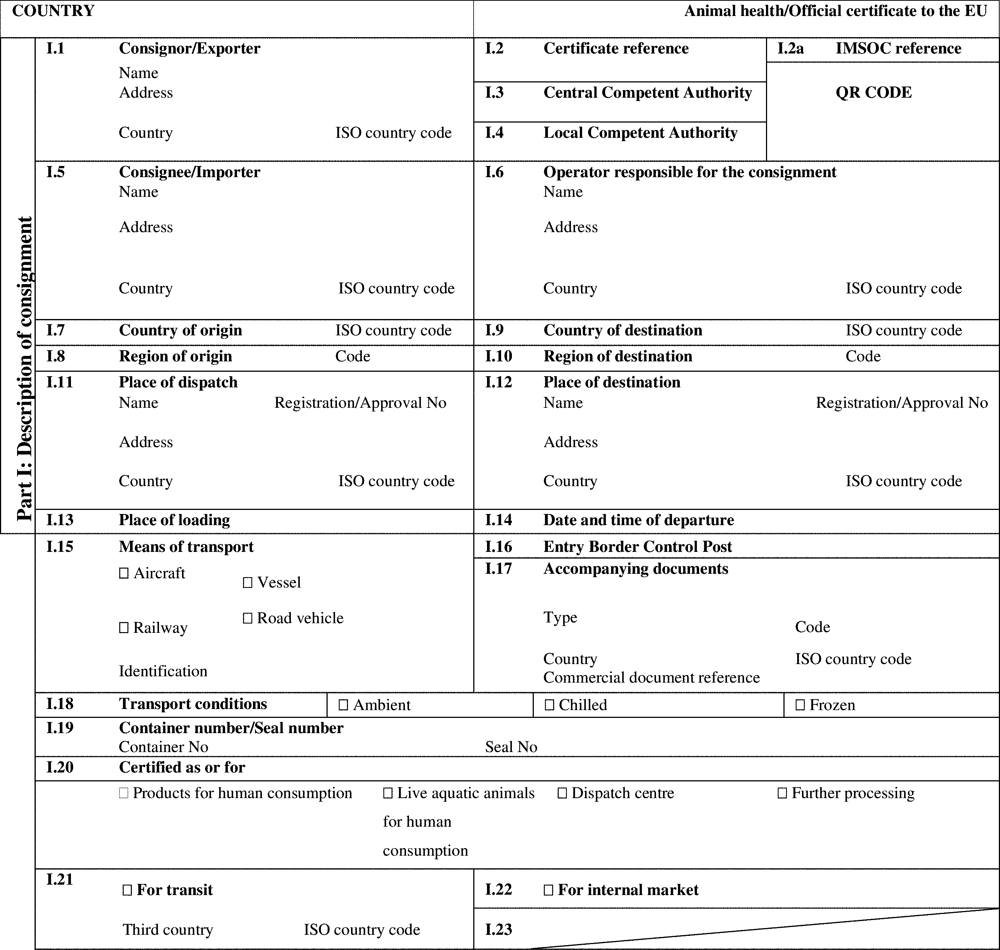 COUNTRY
Animal health/Official certificate to the EU
Part I: Description of consignment
I.1 Consignor/Exporter
Name
Address
Country ISO country code
I.2 Certificate reference
I.2a IMSOC reference
QR CODE
I.3 Central Competent Authority
I.4 Local Competent Authority
I.5 Consignee/Importer
Name
Address
Country ISO country code
I.6 Operator responsible for the consignment
Name
Address
Country ISO country code
I.7 Country of origin ISO country code
I.9 Country of destination ISO country code
I.8 Region of origin Code
I.10 Region of destination Code
I.11 Place of dispatch
Name Registration/Approval No
Address
Country ISO country code
I.12 Place of destination
Name Registration/Approval No
Address
Country ISO country code
I.13 Place of loading
I.14 Date and time of departure
I.15 Means of transport
☐ Aircraft ☐ Vessel
☐ Railway ☐ Road vehicle
Identification
I.16 Entry Border Control Post
I.17 Accompanying documents
Type Code
Country ISO country code
Commercial document reference
I.18 Transport conditions ☐ Ambient ☐ Chilled ☐ Frozen
I.19 Container number/Seal number
Container No Seal No
I.20 Certified as or for
☐ Products for human consumption ☐ Live aquatic animals ☐ Dispatch centre ☐ Further processing
for human
consumption
I.21 ☐ For transit
Third country ISO country code
I.22 ☐ For internal market
I.23